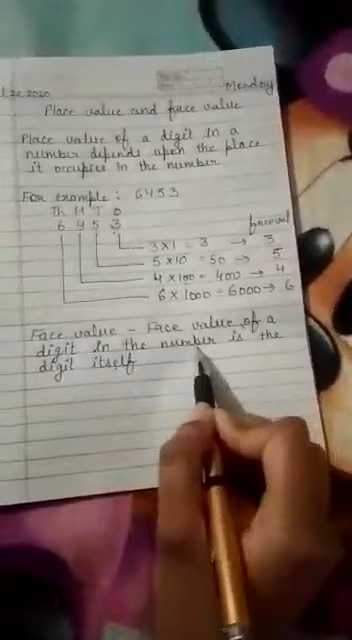 20, 2020
Monday
Place value and face value
Place value of a digit in a
number depends upon the place
it occupies in the number
For example: 6453
Th H T O
6 4 5 3
face val
3×1 = 3 → 3
5×10 = 50 → 5
4×100 = 400 → 4
6×1000 = 6000 → 6
Face value - Face value of a
digit in the number is the
digit itself